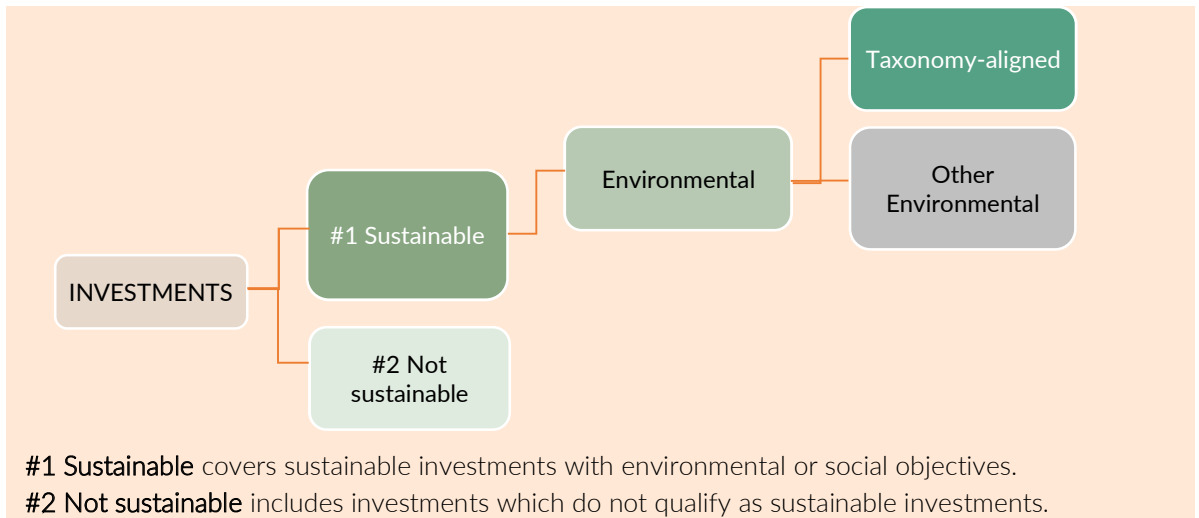 Taxonomy-aligned
Other
Environmental
Environmental
#1 Sustainable
INVESTMENTS
#2 Not
sustainable
#1 Sustainable covers sustainable investments with environmental or social objectives.
#2 Not sustainable includes investments which do not qualify as sustainable investments.